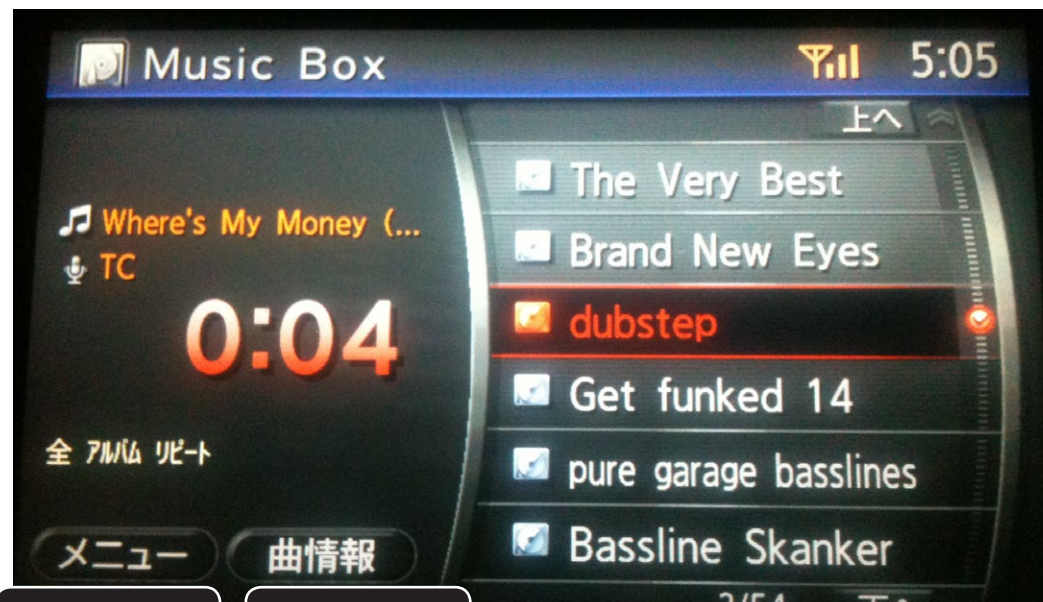 Music Box
5:05
Where's My Money (...
TC
0:04
全 アルバム リピート
メニュー
曲情報
上へ
The Very Best
Brand New Eyes
dubstep
Get funked 14
pure garage basslines
Bassline Skanker